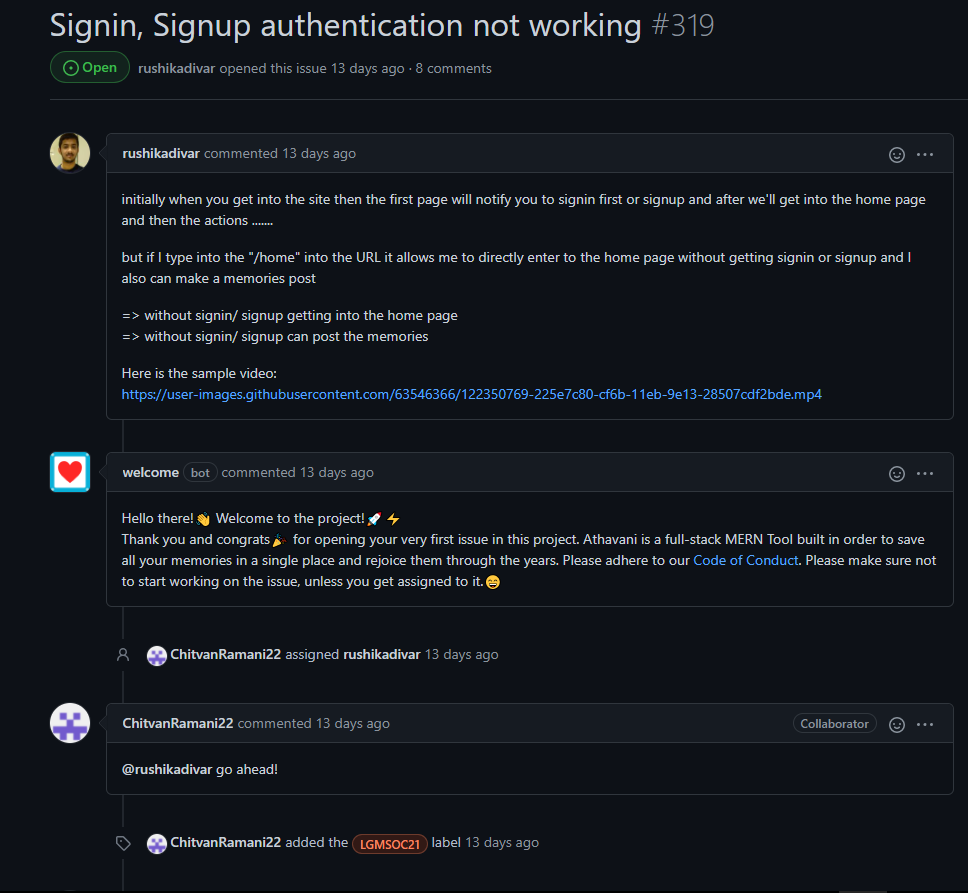 Signin, Signup authentication not working #319
Open rushikadivar opened this issue 13 days ago · 8 comments
rushikadivar commented 13 days ago
initially when you get into the site then the first page will notify you to signin first or signup and after we'll get into the home page
and then the actions .......
but if I type into the "/home" into the URL it allows me to directly enter to the home page without getting signin or signup and I
also can make a memories post
=> without signin/ signup getting into the home page
=> without signin/ signup can post the memories
Here is the sample video:
https://user-images.githubusercontent.com/63546366/122350769-225e7c80-cf6b-11eb-9e13-28507cdf2bde.mp4
welcome bot commented 13 days ago
Hello there!👋 Welcome to the project!🚀⚡
Thank you and congrats🎉 for opening your very first issue in this project. Athavani is a full-stack MERN Tool built in order to save
all your memories in a single place and rejoice them through the years. Please adhere to our Code of Conduct. Please make sure not
to start working on the issue, unless you get assigned to it.😄
ChitvanRamani22 assigned rushikadivar 13 days ago
ChitvanRamani22 commented 13 days ago Collaborator
@rushikadivar go ahead!
ChitvanRamani22 added the LGMSOC21 label 13 days ago